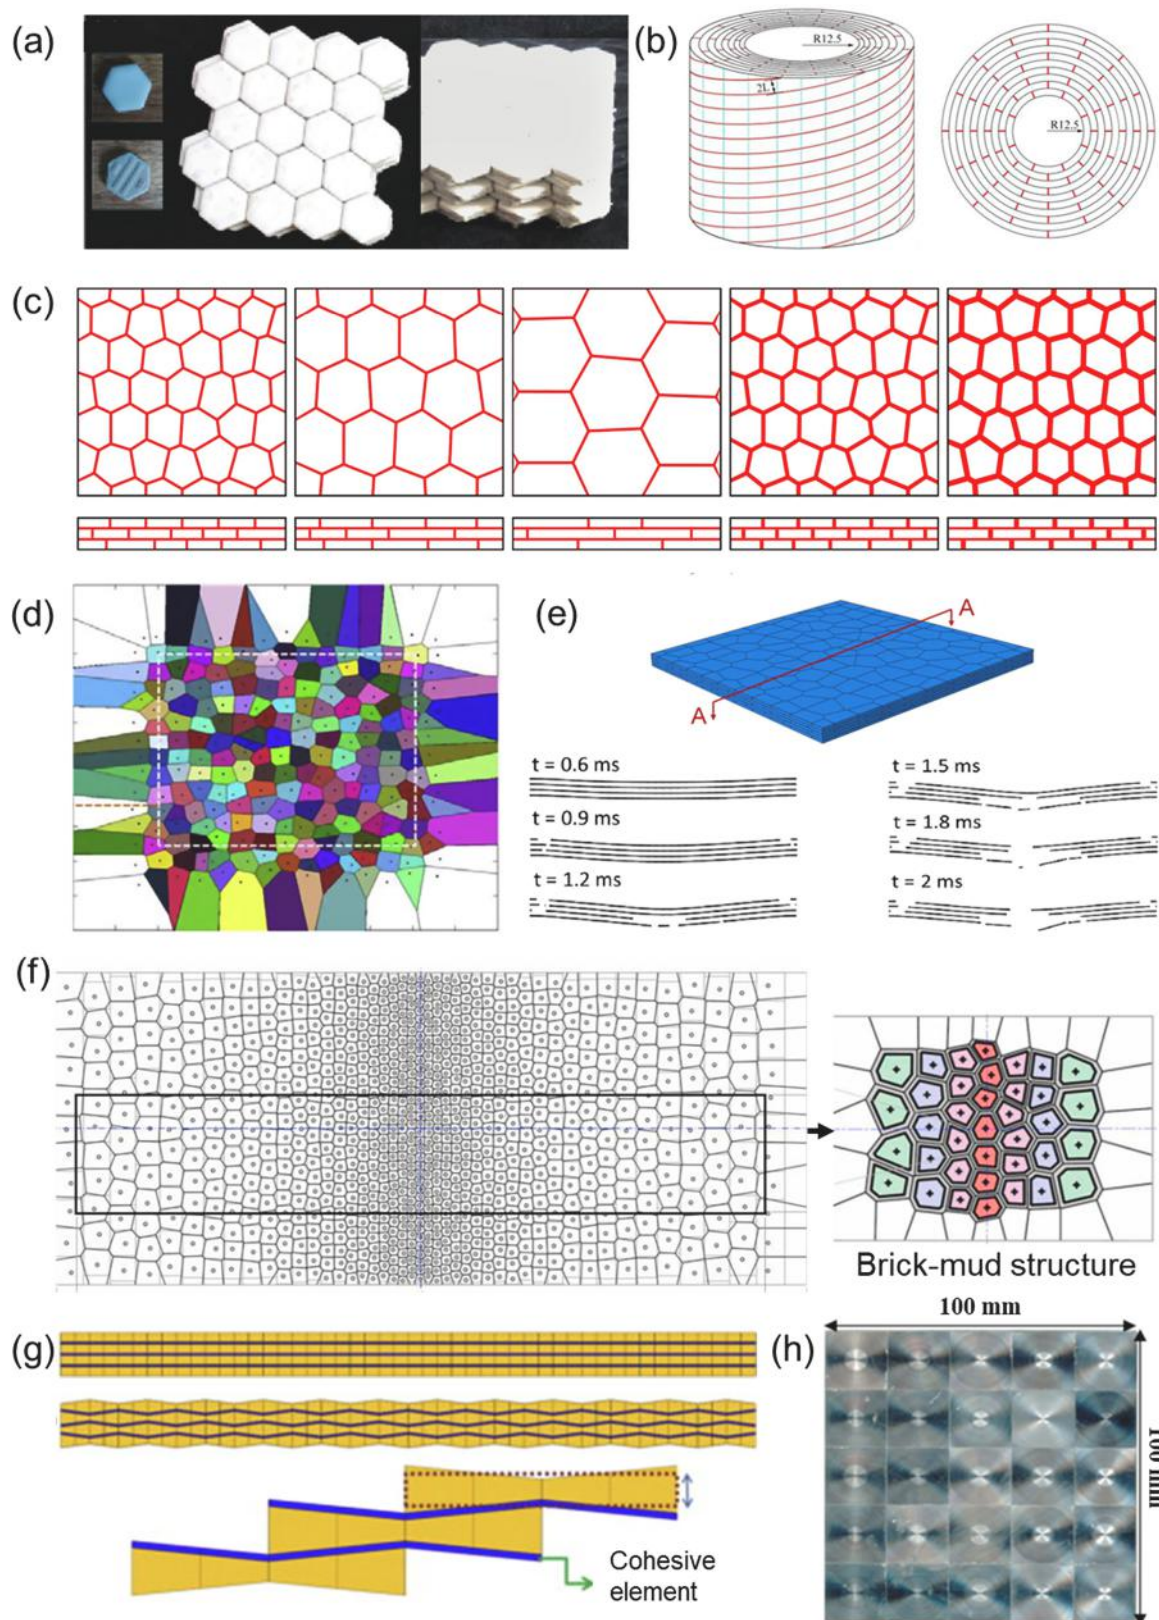 (a)
(b)
R12.5
2L
R12.5
(c)
(d)
(e)
A
A
t = 0.6 ms
t = 1.5 ms
t = 0.9 ms
t = 1.8 ms
t = 1.2 ms
t = 2 ms
(f)
Brick-mud structure
(g)
(h)
100 mm
100 mm
Cohesive
element